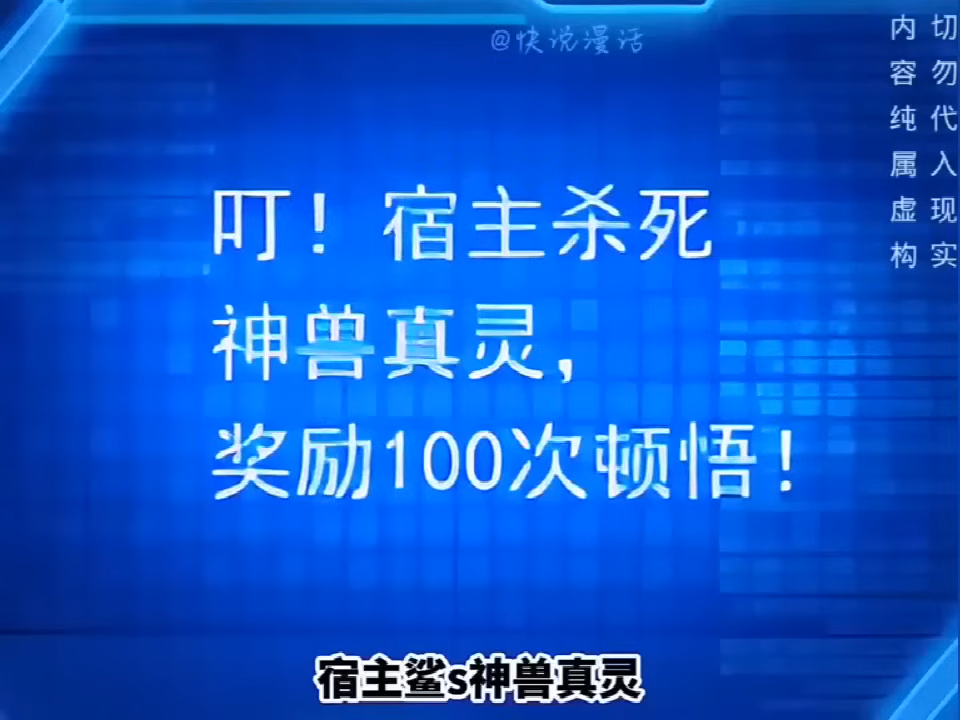 @快说漫话
内容纯属虚构
切勿代入现实
叮！宿主杀死
神兽真灵，
奖励100次顿悟！
宿主鲨s神兽真灵